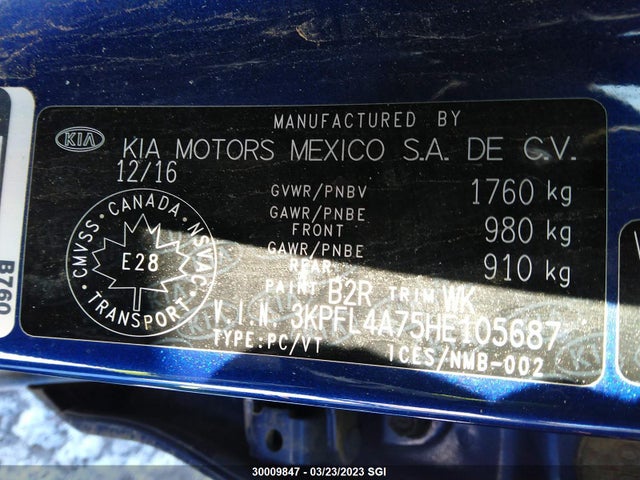 MANUFACTURED BY
KIA KIA MOTORS MEXICO S.A. DE C.V.
12/16
GVWR/PNBV 1760 kg
GAWR/PNBE FRONT 980 kg
GAWR/PNBE REAR 910 kg
PAINT B2R TRIM WK
V.I.N. 3KPFL4A75HE105687
TYPE: PC/VT ICES/NMB-002
CMVSS · CANADA · NSVAC · TRANSPORT
E28
B760
30009847 - 03/23/2023 SGI